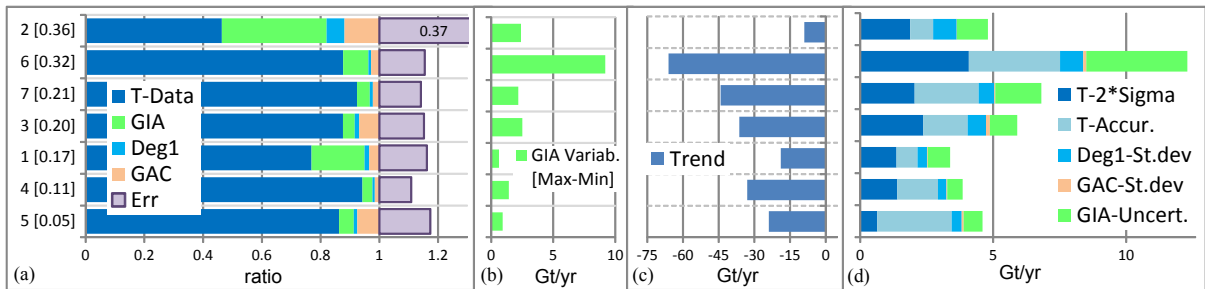 2 [0.36]
6 [0.32]
7 [0.21]
3 [0.20]
1 [0.17]
4 [0.11]
5 [0.05]
T-Data
GIA
Deg1
GAC
Err
0.37
0 0.2 0.4 0.6 0.8 1 1.2
(a) ratio
GIA Variab.
[Max-Min]
0 5
(b) Gt/yr
Trend
-75 -60 -45 -30 -15 0
(c) Gt/yr
T-2*Sigma
T-Accur.
Deg1-St.dev
GAC-St.dev
GIA-Uncert.
0 5 10
(d) Gt/yr